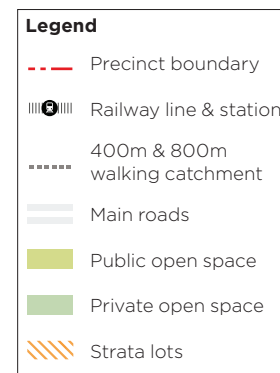 Legend
Precinct boundary
Railway line & station
400m & 800m
walking catchment
Main roads
Public open space
Private open space
Strata lots